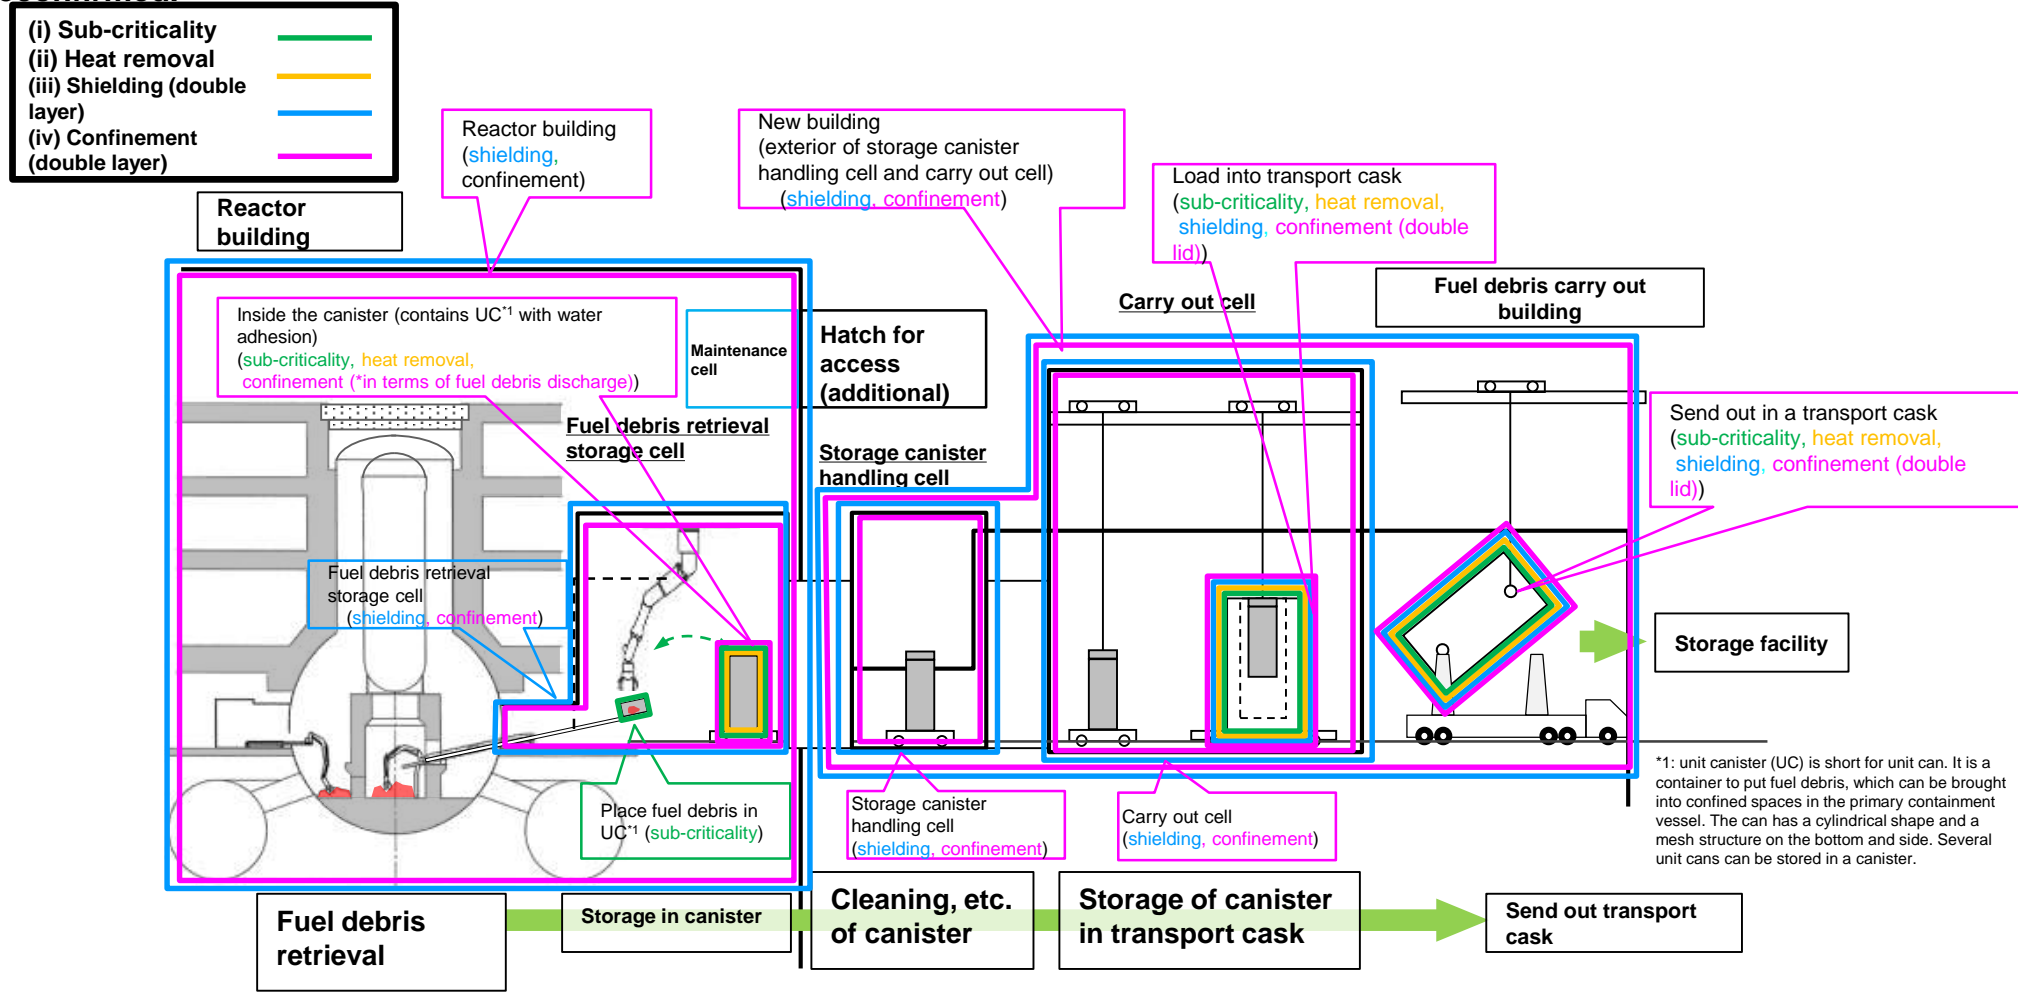 (i) Sub-criticality
(ii) Heat removal
(iii) Shielding (double
layer)
(iv) Confinement
(double layer)
Reactor building
(shielding,
confinement)
New building
(exterior of storage canister
handling cell and carry out cell)
(shielding, confinement)
Load into transport cask
(sub-criticality, heat removal,
shielding, confinement (double
lid))
Reactor
building
Fuel debris carry out
building
Carry out cell
Inside the canister (contains UC*1 with water
adhesion)
(sub-criticality, heat removal,
confinement (*in terms of fuel debris discharge))
Maintenance
cell
Hatch for
access
(additional)
Send out in a transport cask
(sub-criticality, heat removal,
shielding, confinement (double
lid))
Fuel debris retrieval
storage cell
Storage canister
handling cell
Fuel debris retrieval
storage cell
(shielding, confinement)
Storage facility
*1: unit canister (UC) is short for unit can. It is a
container to put fuel debris, which can be brought
into confined spaces in the primary containment
vessel. The can has a cylindrical shape and a
mesh structure on the bottom and side. Several
unit cans can be stored in a canister.
Place fuel debris in
UC*1 (sub-criticality)
Storage canister
handling cell
(shielding, confinement)
Carry out cell
(shielding, confinement)
Fuel debris
retrieval
Storage in canister
Cleaning, etc.
of canister
Storage of canister
in transport cask
Send out transport
cask